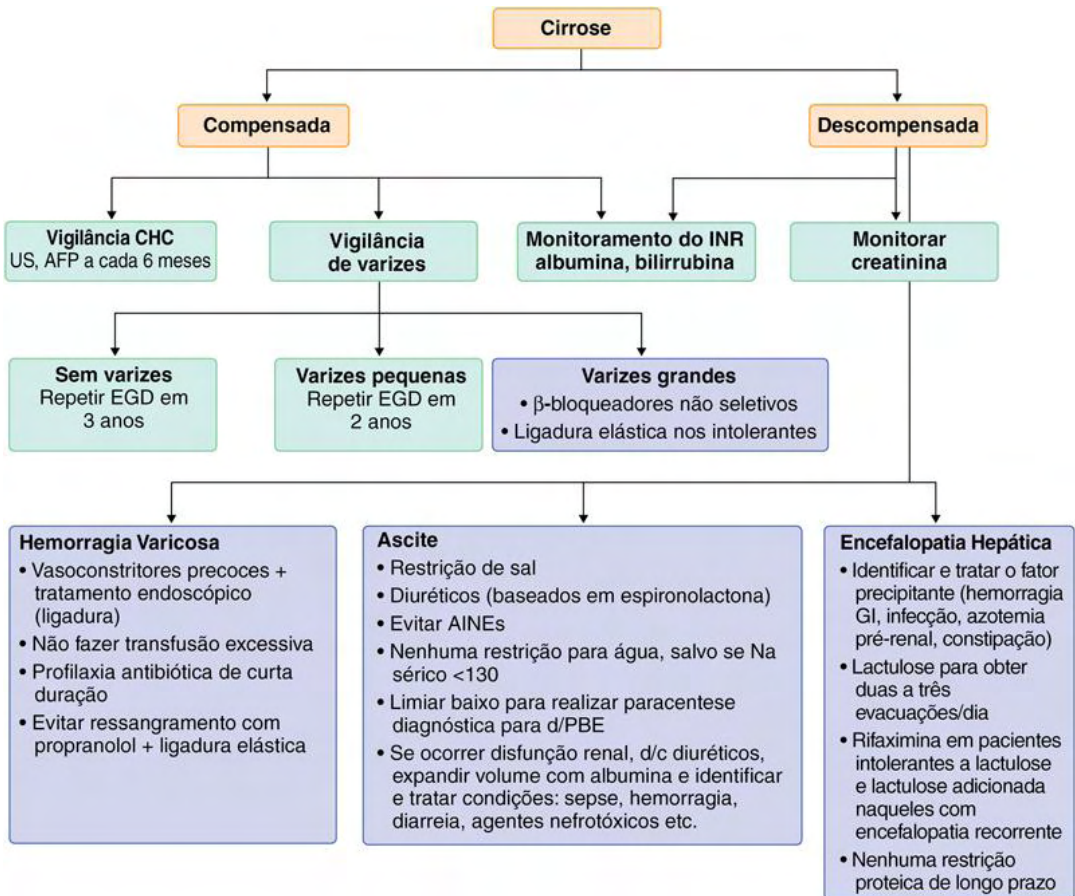 Cirrose
Compensada
Descompensada
Vigilância CHC
US, AFP a cada 6 meses
Vigilância
de varizes
Monitoramento do INR
albumina, bilirrubina
Monitorar
creatinina
Sem varizes
Repetir EGD em
3 anos
Varizes pequenas
Repetir EGD em
2 anos
Varizes grandes
• β-bloqueadores não seletivos
• Ligadura elástica nos intolerantes
Hemorragia Varicosa
• Vasoconstritores precoces +
tratamento endoscópico
(ligadura)
• Não fazer transfusão excessiva
• Profilaxia antibiótica de curta
duração
• Evitar ressangramento com
propranolol + ligadura elástica
Ascite
• Restrição de sal
• Diuréticos (baseados em espironolactona)
• Evitar AINEs
• Nenhuma restrição para água, salvo se Na
sérico <130
• Limiar baixo para realizar paracentese
diagnóstica para d/PBE
• Se ocorrer disfunção renal, d/c diuréticos,
expandir volume com albumina e identificar
e tratar condições: sepse, hemorragia,
diarreia, agentes nefrotóxicos etc.
Encefalopatia Hepática
• Identificar e tratar o fator
precipitante (hemorragia
GI, infecção, azotemia
pré-renal, constipação)
• Lactulose para obter
duas a três
evacuações/dia
• Rifaximina em pacientes
intolerantes a lactulose
e lactulose adicionada
naqueles com
encefalopatia recorrente
• Nenhuma restrição
proteica de longo prazo